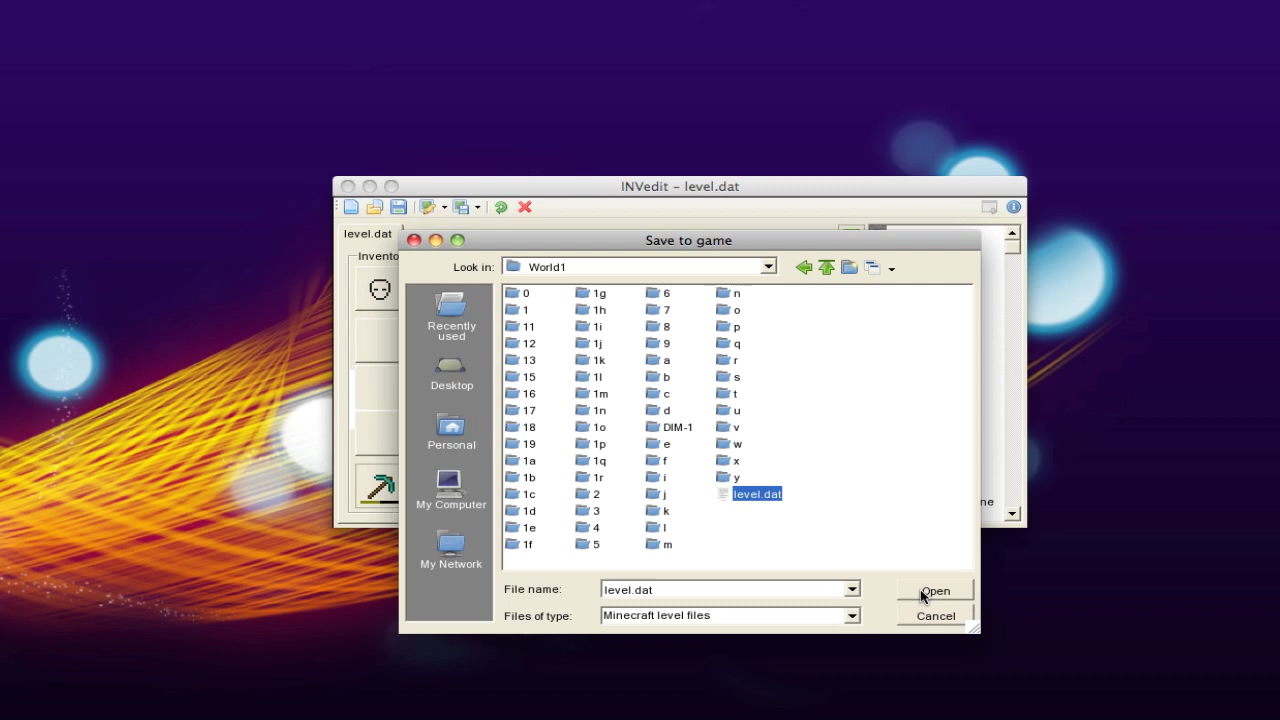 INVedit – level.dat
level.dat
Invento
Save to game
Look in:
World1
Recently
used
Desktop
Personal
My Computer
My Network
0
1
11
12
13
15
16
17
18
19
1a
1b
1c
1d
1e
1f
1g
1h
1i
1j
1k
1l
1m
1n
1o
1p
1q
1r
2
3
4
5
6
7
8
9
a
b
c
d
DIM-1
e
f
i
j
k
l
m
n
o
p
q
r
s
t
u
v
w
x
y
level.dat
ne
File name:
level.dat
Open
Files of type:
Minecraft level files
Cancel